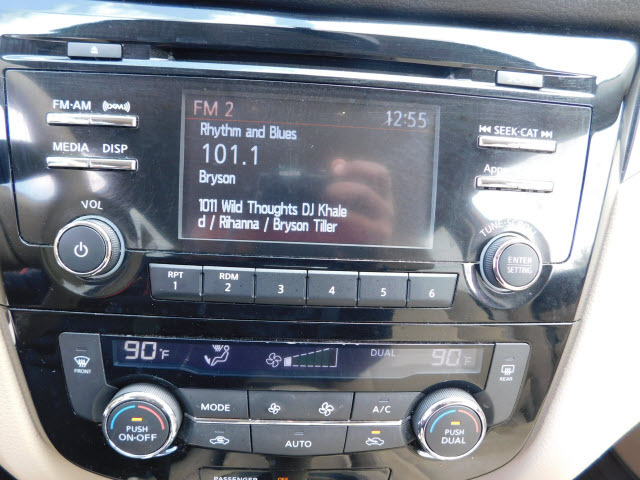 FM·AM
MEDIA DISP
VOL
FM 2
12:55
Rhythm and Blues
101.1
Bryson
1011 Wild Thoughts DJ Khale
d / Rihanna / Bryson Tiller
SEEK·CAT
TUNE·SCROLL
ENTER
SETTING
RPT
1
RDM
2
3
4
5
6
90°F
DUAL
90°F
FRONT
REAR
MODE
A/C
AUTO
PUSH
ON·OFF
PUSH
DUAL
PASSENGER
OFF